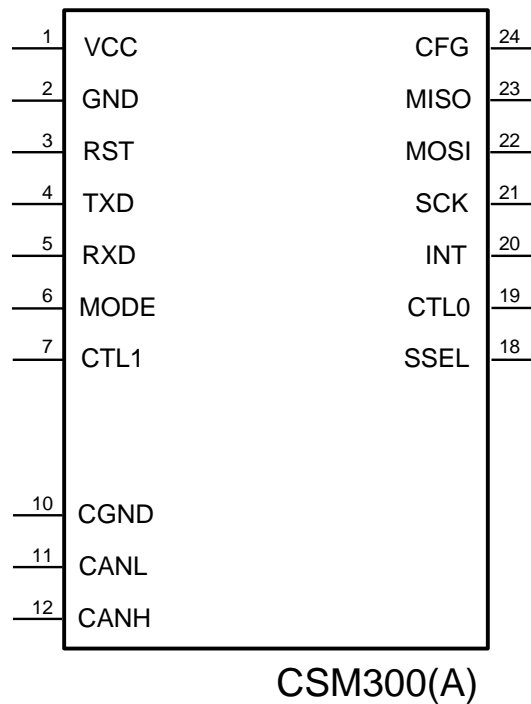 1 VCC CFG 24
2 GND MISO 23
3 RST MOSI 22
4 TXD SCK 21
5 RXD INT 20
6 MODE CTL0 19
7 CTL1 SSEL 18
10 CGND
11 CANL
12 CANH
CSM300(A)